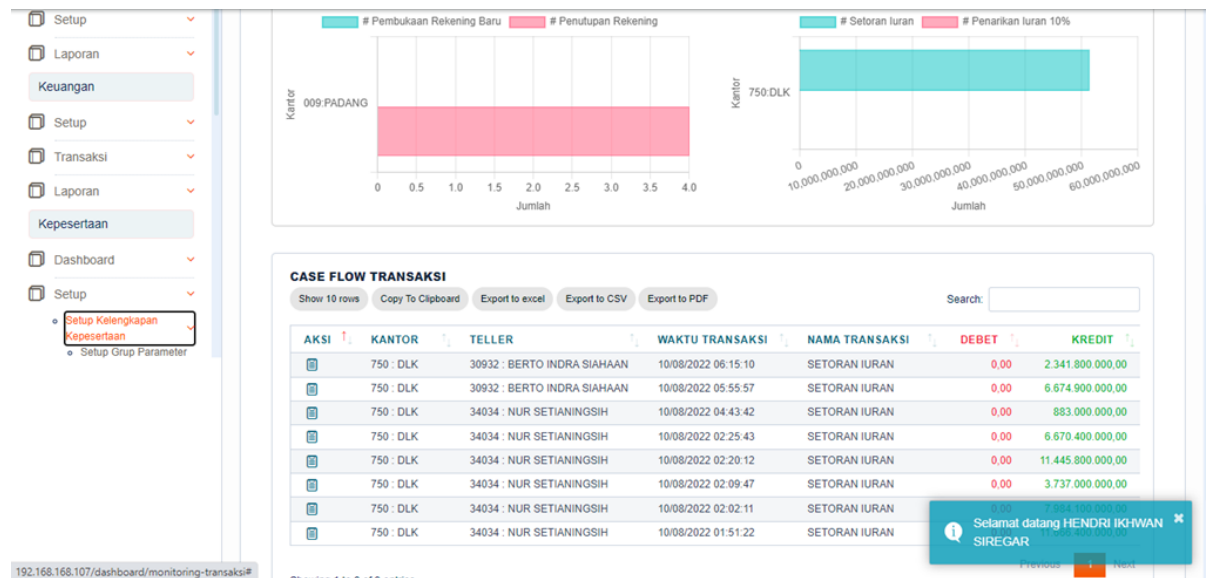 Setup
Laporan
Keuangan
Setup
Transaksi
Laporan
Kepesertaan
Dashboard
Setup
Setup Kelengkapan
Kepesertaan
Setup Grup Parameter
# Pembukaan Rekening Baru # Penutupan Rekening
Kantor
009:PADANG
0 0.5 1.0 1.5 2.0 2.5 3.0 3.5 4.0
Jumlah
# Setoran Iuran # Penarikan Iuran 10%
Kantor
750:DLK
0 10,000,000,000 20,000,000,000 30,000,000,000 40,000,000,000 50,000,000,000 60,000,000,000
Jumlah
CASE FLOW TRANSAKSI
Show 10 rows Copy To Clipboard Export to excel Export to CSV Export to PDF Search:
AKSI KANTOR TELLER WAKTU TRANSAKSI NAMA TRANSAKSI DEBET KREDIT
750 : DLK 30932 : BERTO INDRA SIAHAAN 10/08/2022 06:15:10 SETORAN IURAN 0,00 2.341.800.000,00
750 : DLK 30932 : BERTO INDRA SIAHAAN 10/08/2022 05:55:57 SETORAN IURAN 0,00 6.674.900.000,00
750 : DLK 34034 : NUR SETIANINGSIH 10/08/2022 04:43:42 SETORAN IURAN 0,00 883.000.000,00
750 : DLK 34034 : NUR SETIANINGSIH 10/08/2022 02:25:43 SETORAN IURAN 0,00 6.670.400.000,00
750 : DLK 34034 : NUR SETIANINGSIH 10/08/2022 02:20:12 SETORAN IURAN 0,00 11.445.800.000,00
750 : DLK 34034 : NUR SETIANINGSIH 10/08/2022 02:09:47 SETORAN IURAN 0,00 3.737.000.000,00
750 : DLK 34034 : NUR SETIANINGSIH 10/08/2022 02:02:11 SETORAN IURAN
750 : DLK 34034 : NUR SETIANINGSIH 10/08/2022 01:51:22 SETORAN IURAN
Selamat datang HENDRI IKHWAN
SIREGAR
Previous 1 Next
192.168.168.107/dashboard/monitoring-transaksi#